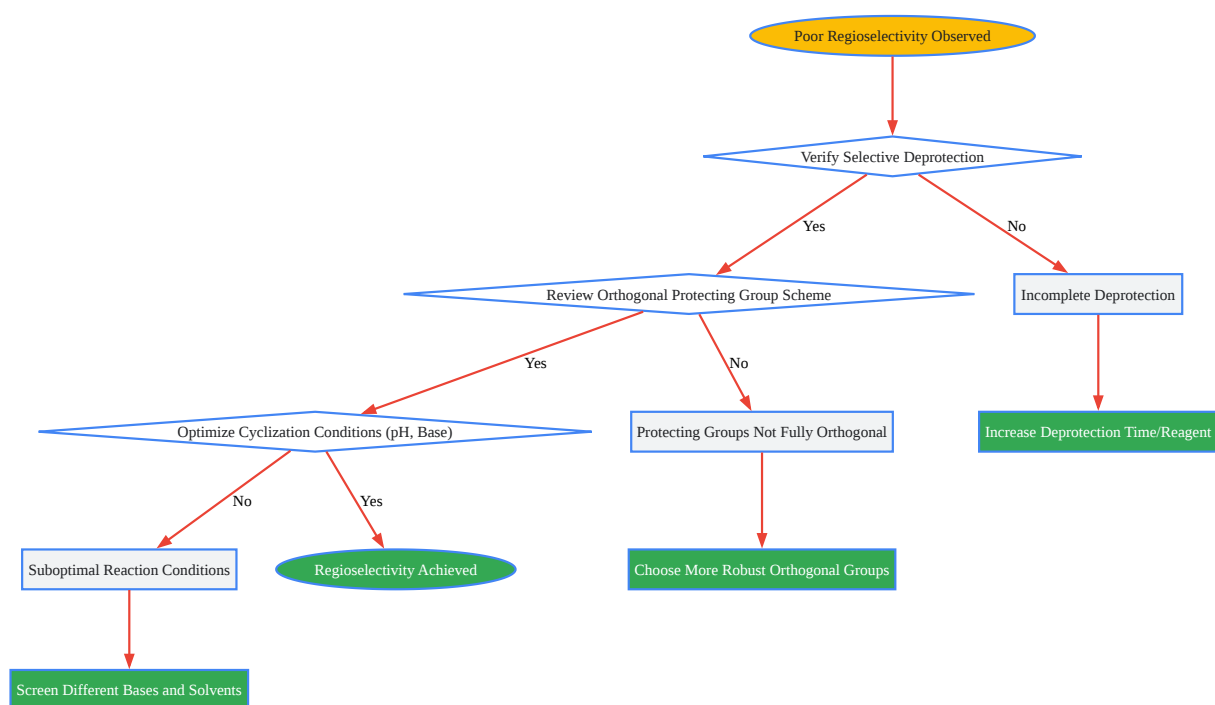 Poor Regioselectivity Observed
Verify Selective Deprotection
Yes
No
Review Orthogonal Protecting Group Scheme
Incomplete Deprotection
Yes
No
Optimize Cyclization Conditions (pH, Base)
Protecting Groups Not Fully Orthogonal
Increase Deprotection Time/Reagent
No
Yes
Suboptimal Reaction Conditions
Regioselectivity Achieved
Choose More Robust Orthogonal Groups
Screen Different Bases and Solvents